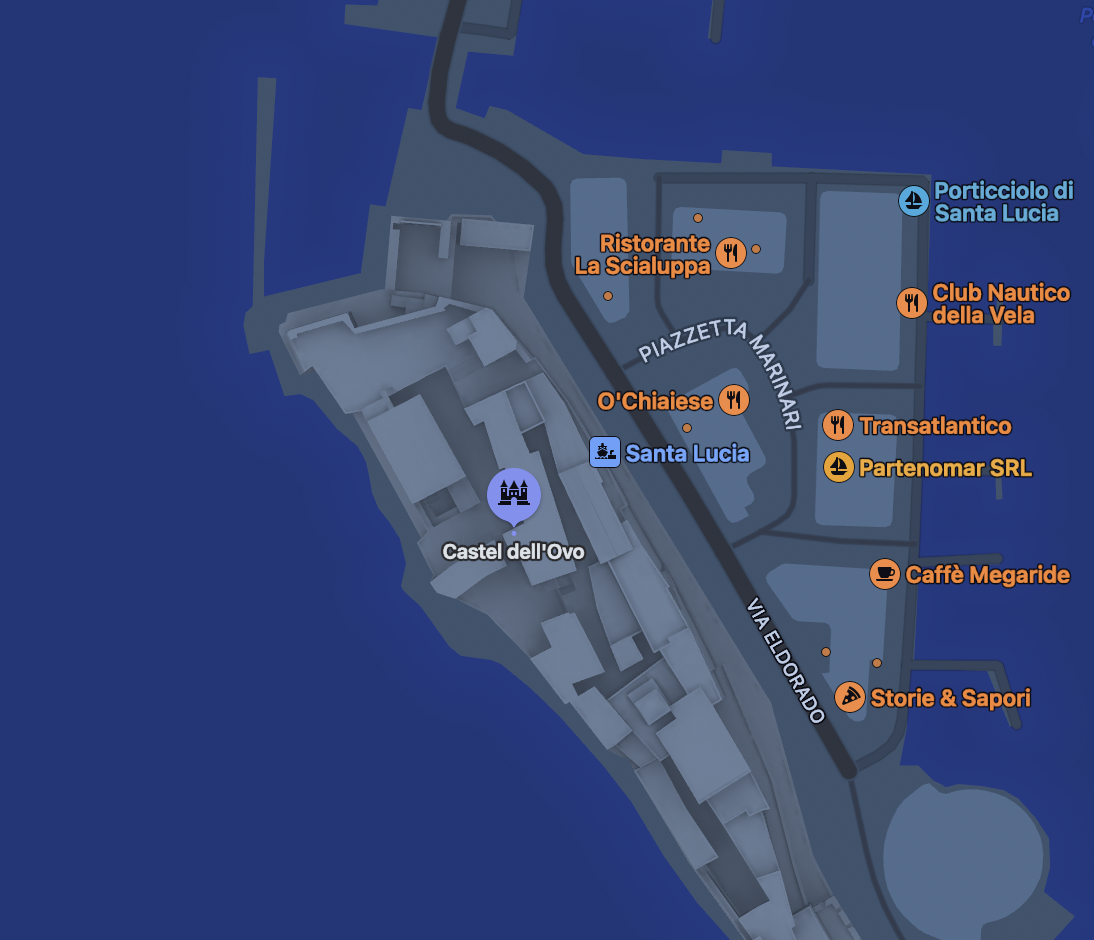 Porticciolo di
Santa Lucia
Ristorante
La Scialuppa
Club Nautico
della Vela
PIAZZETTA MARINARI
O'Chiaiese
Transatlantico
Santa Lucia
Partenomar SRL
Castel dell'Ovo
Caffè Megaride
VIA ELDORADO
Storie & Sapori